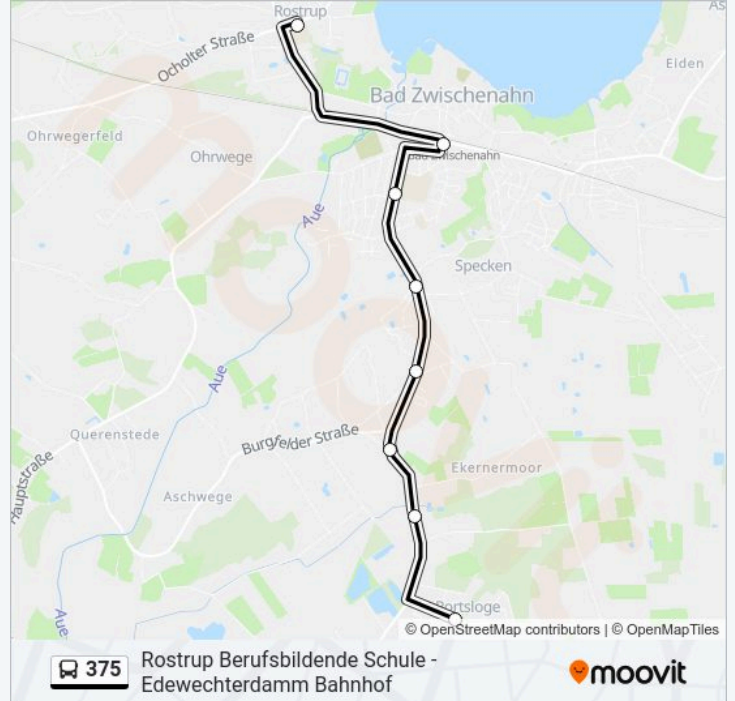 Rostrup
As
Ocholter Straße
Eiden
Bad Zwischenahn
Ohrwegerfeld
Ohrwege
Bad Zwischenahn
Aue
Specken
Aue
Querenstede
Burgfelder Straße
Hauptstraße
Ekernermoor
Aschwege
Portsloge
Aue
© OpenStreetMap contributors | © OpenMapTiles
375
Rostrup Berufsbildende Schule -
Edewechterdamm Bahnhof
moovit